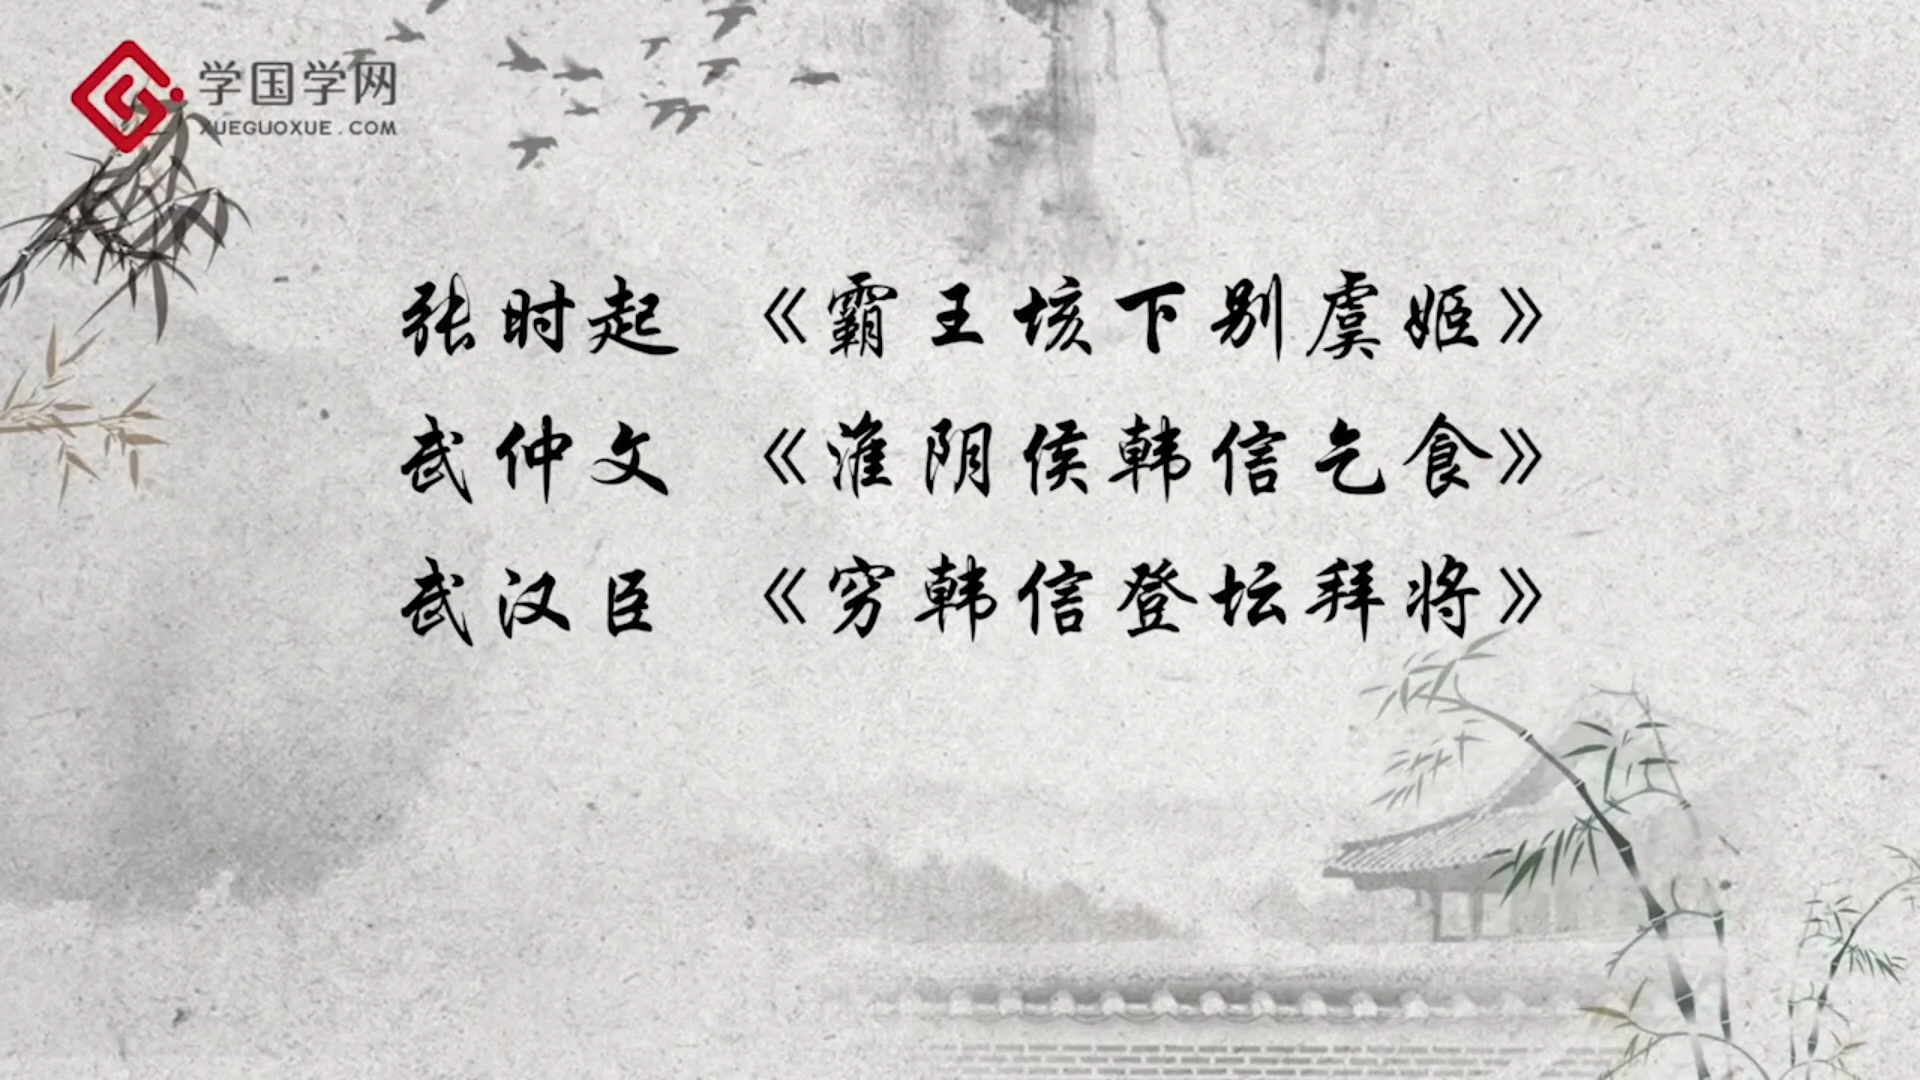 学国学网
XUEGUOXUE.COM
张时起 《霸王垓下别虞姬》
武仲文 《淮阴侯韩信乞食》
武汉臣 《穷韩信登坛拜将》